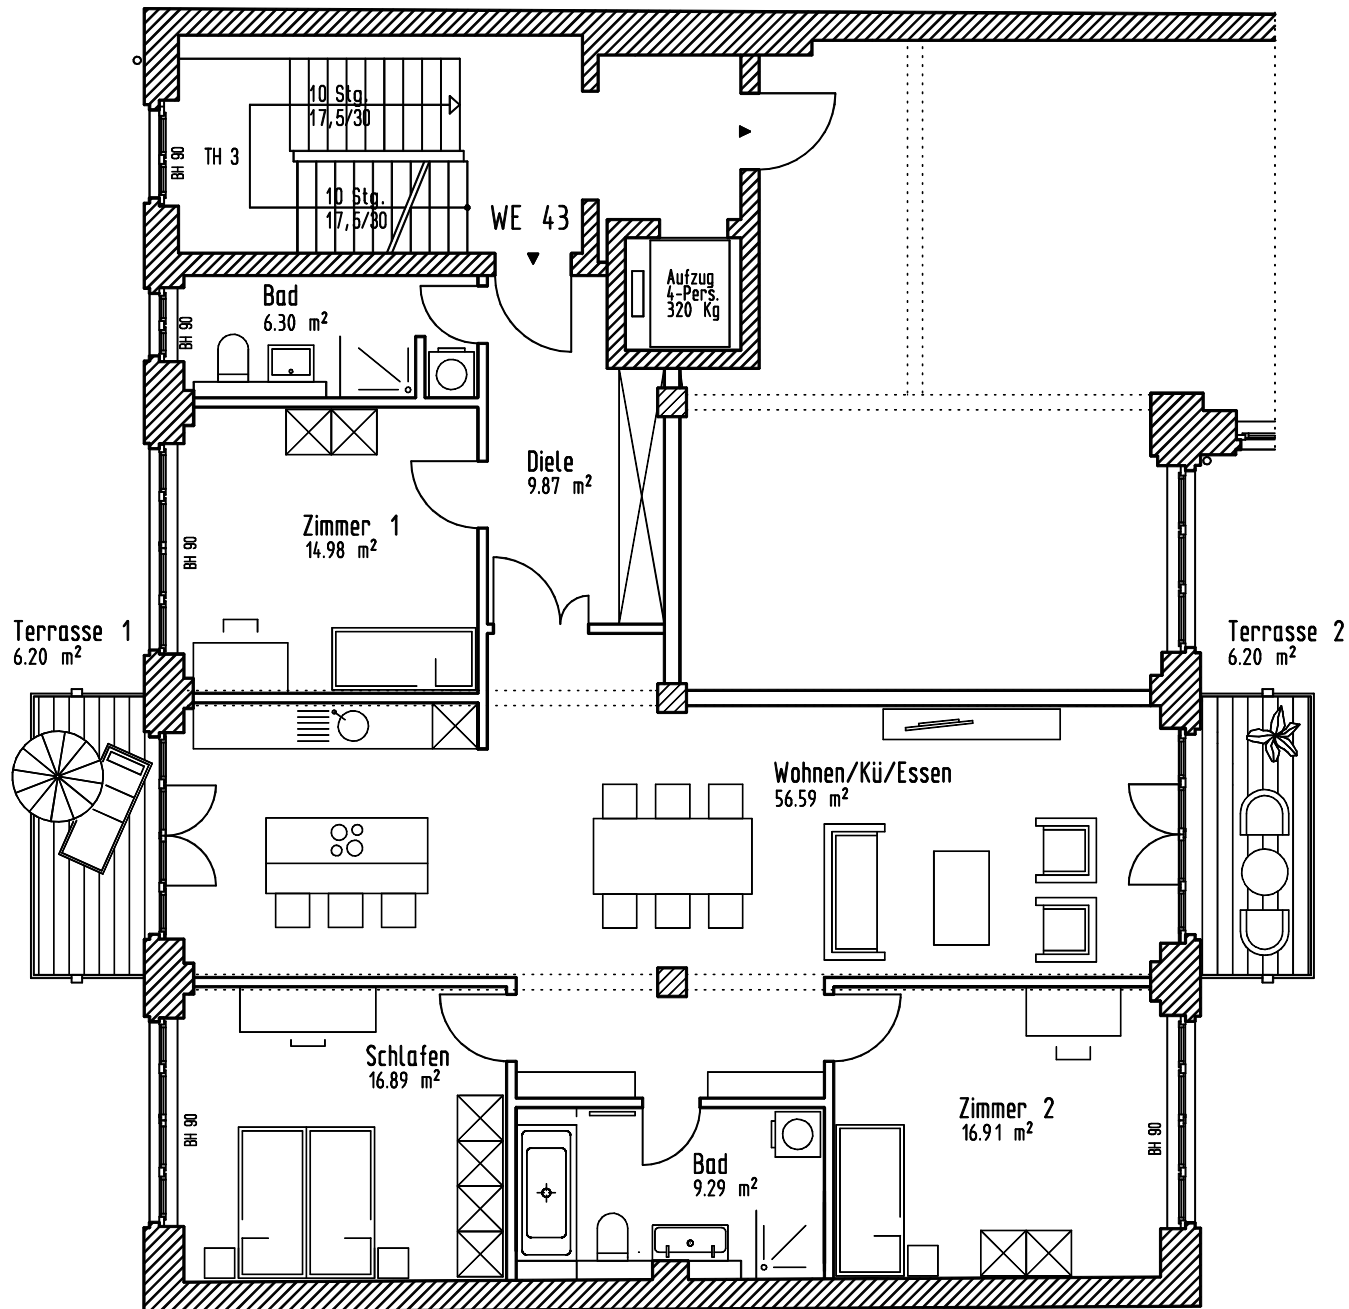 10 Stg.
17,5/30
BH 90
TH 3
10 Stg.
17,5/30
WE 43
Aufzug
4-Pers.
320 Kg
Bad
6.30 m²
BH 90
Diele
9.87 m²
Zimmer 1
14.98 m²
BH 90
Terrasse 1
6.20 m²
Terrasse 2
6.20 m²
Wohnen/Kü/Essen
56.59 m²
Schlafen
16.89 m²
BH 90
Zimmer 2
16.91 m²
BH 90
Bad
9.29 m²